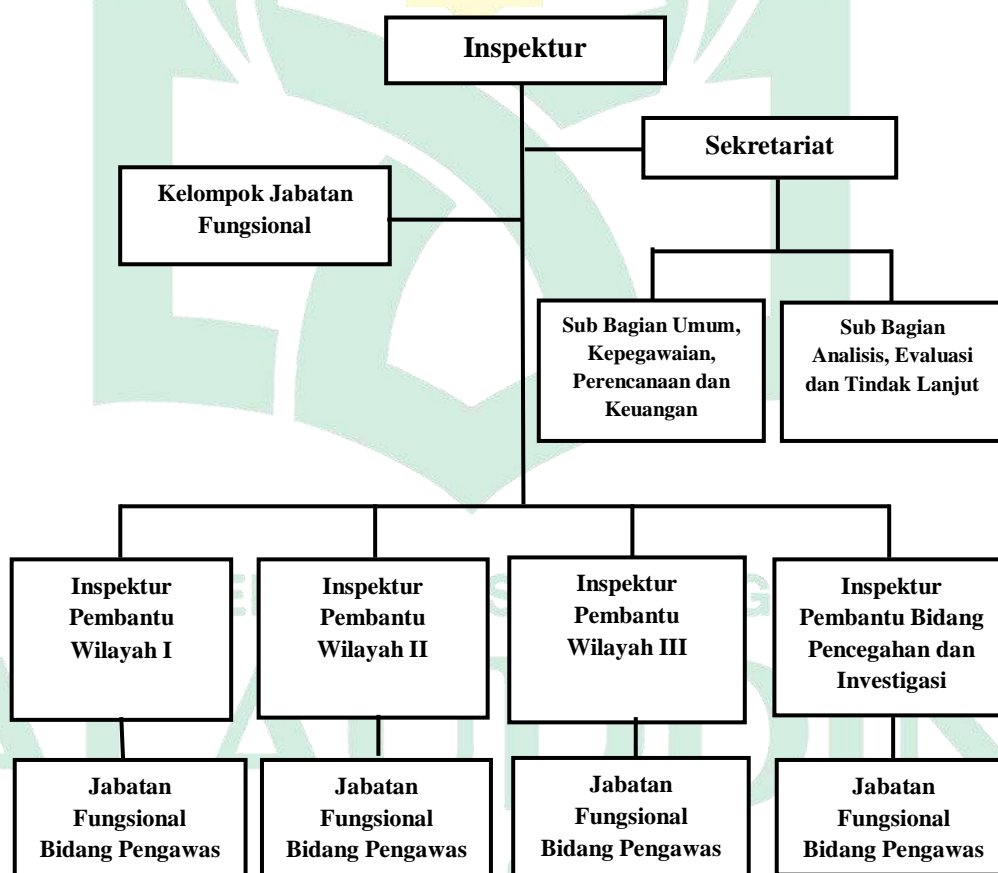 Inspektur
Sekretariat
Kelompok Jabatan
Fungsional
Sub Bagian Umum,
Kepegawaian,
Perencanaan dan
Keuangan
Sub Bagian
Analisis, Evaluasi
dan Tindak Lanjut
Inspektur
Pembantu
Wilayah I
Inspektur
Pembantu
Wilayah II
Inspektur
Pembantu
Wilayah III
Inspektur
Pembantu Bidang
Pencegahan dan
Investigasi
Jabatan
Fungsional
Bidang Pengawas
Jabatan
Fungsional
Bidang Pengawas
Jabatan
Fungsional
Bidang Pengawas
Jabatan
Fungsional
Bidang Pengawas